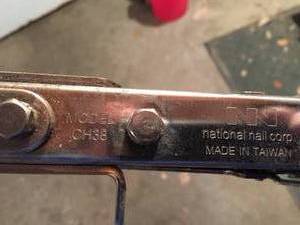 MODEL
CH38
national nail corp
MADE IN TAIWAN